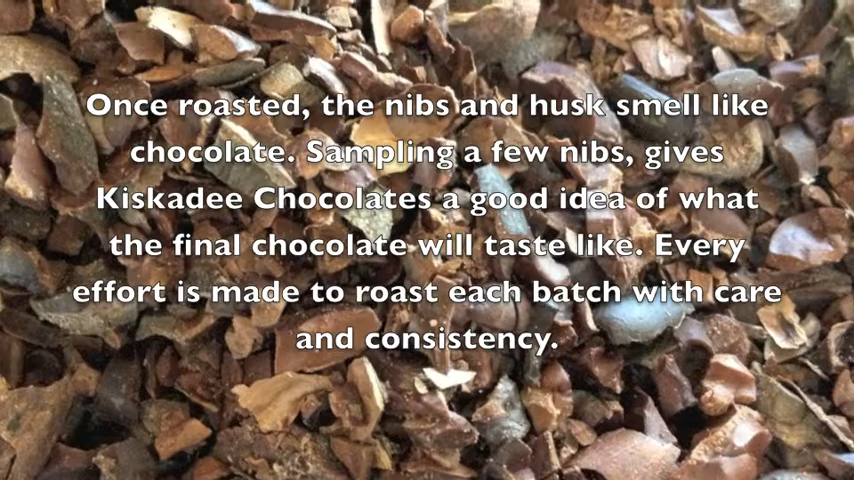 Once roasted, the nibs and husk smell like
chocolate. Sampling a few nibs, gives
Kiskadee Chocolates a good idea of what
the final chocolate will taste like. Every
effort is made to roast each batch with care
and consistency.